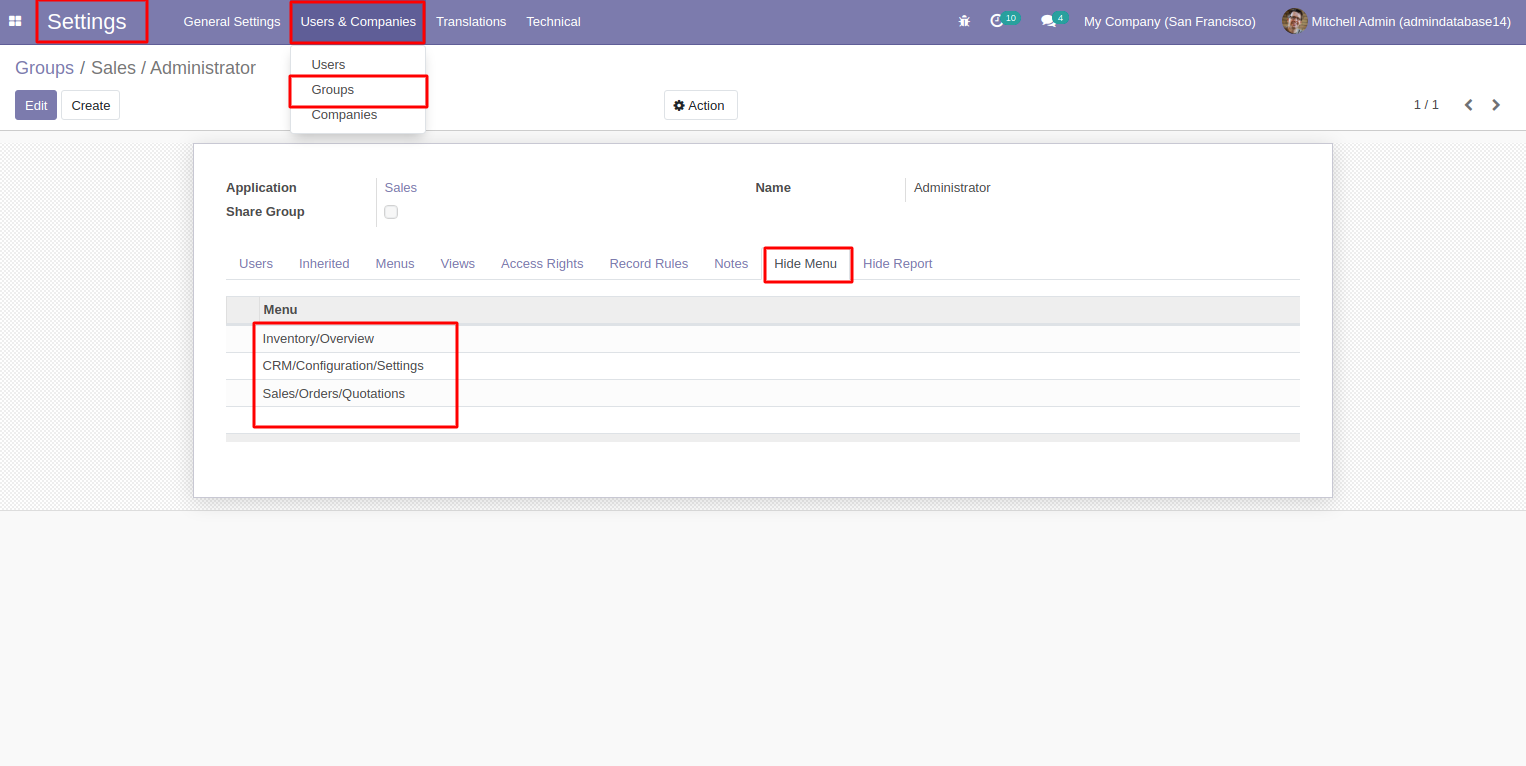 Settings General Settings Users & Companies Translations Technical 10 4 My Company (San Francisco) Mitchell Admin (admindatabase14)
Users
Groups
Companies
Groups / Sales / Administrator
Edit Create Action 1 / 1
Application Sales Name Administrator
Share Group
Users Inherited Menus Views Access Rights Record Rules Notes Hide Menu Hide Report
Menu
Inventory/Overview
CRM/Configuration/Settings
Sales/Orders/Quotations